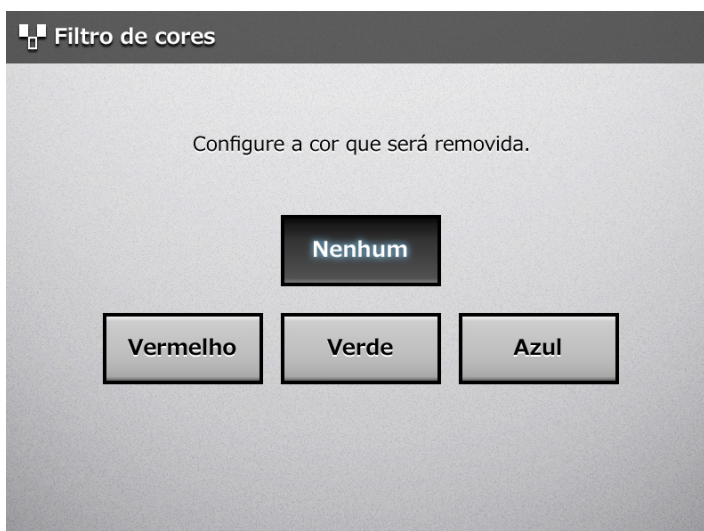 Filtro de cores
Configure a cor que será removida.
Nenhum
Vermelho Verde Azul